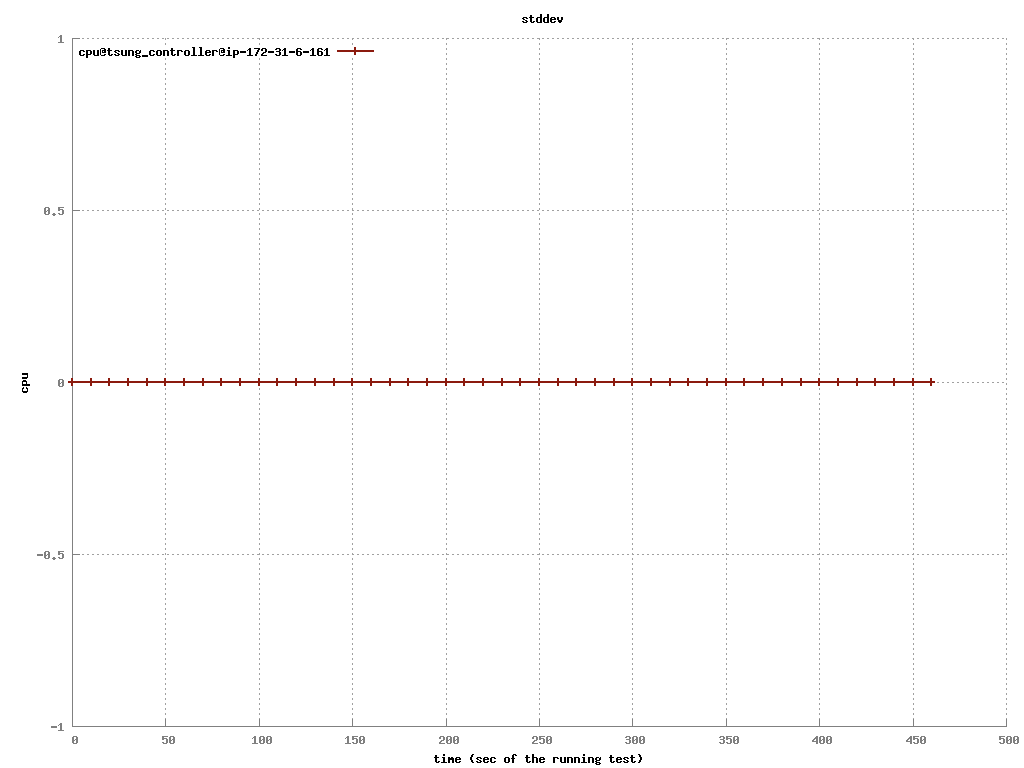 stddev
1
cpu@tsung_controller@ip-172-31-6-161
0.5
cpu
0
-0.5
-1
0 50 100 150 200 250 300 350 400 450 500
time (sec of the running test)